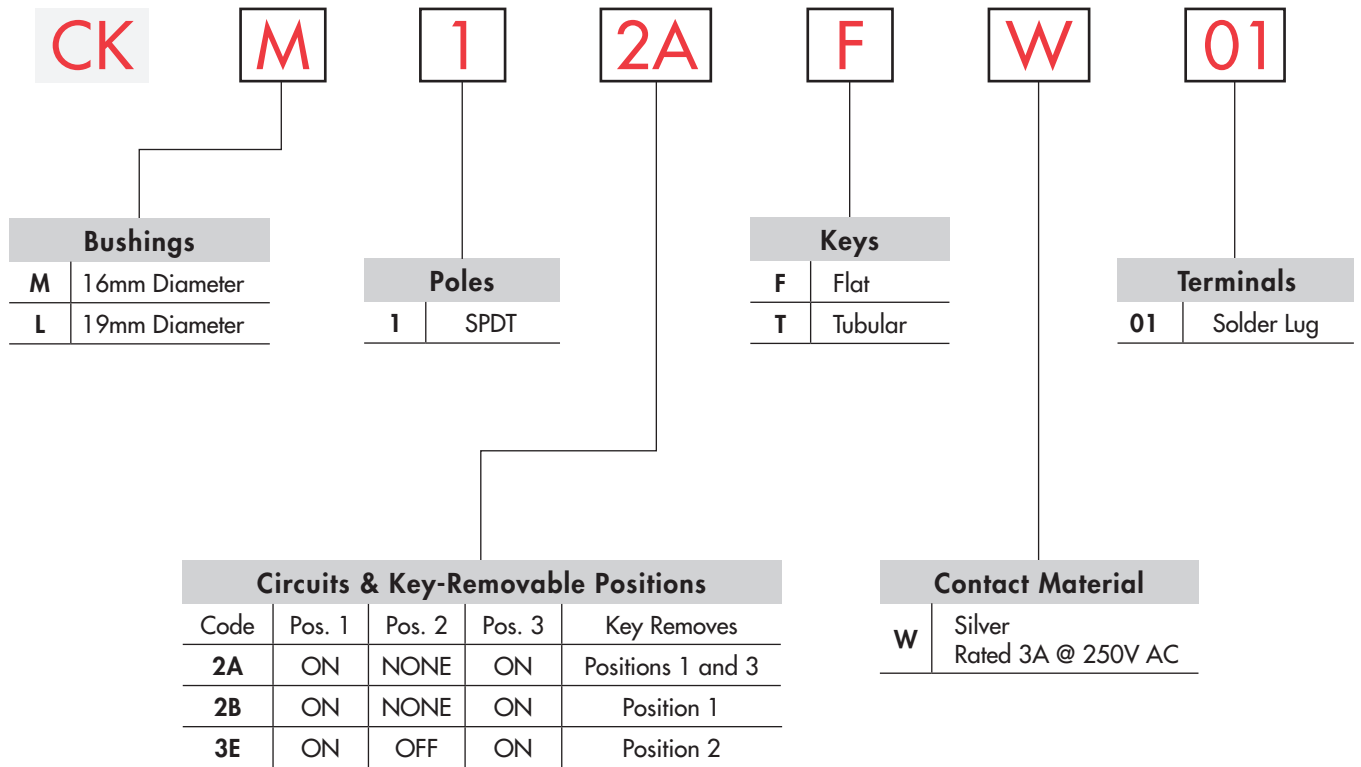 CK M 1 2A F W 01
Bushings
M 16mm Diameter
L 19mm Diameter
Poles
1 SPDT
Keys
F Flat
T Tubular
Terminals
01 Solder Lug
Circuits & Key-Removable Positions
Code Pos. 1 Pos. 2 Pos. 3 Key Removes
2A ON NONE ON Positions 1 and 3
2B ON NONE ON Position 1
3E ON OFF ON Position 2
Contact Material
W Silver
Rated 3A @ 250V AC